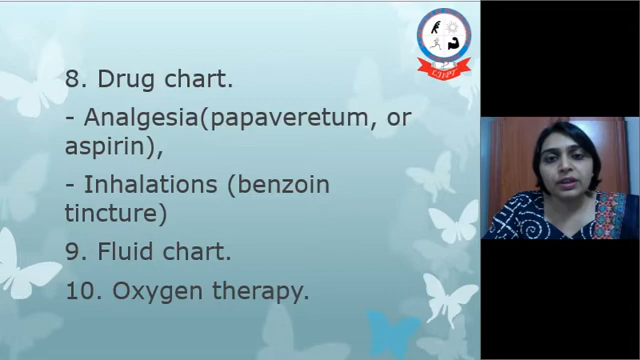 8. Drug chart.
- Analgesia(papaveretum, or
aspirin),
- Inhalations (benzoin
tincture)
9. Fluid chart.
10. Oxygen therapy.